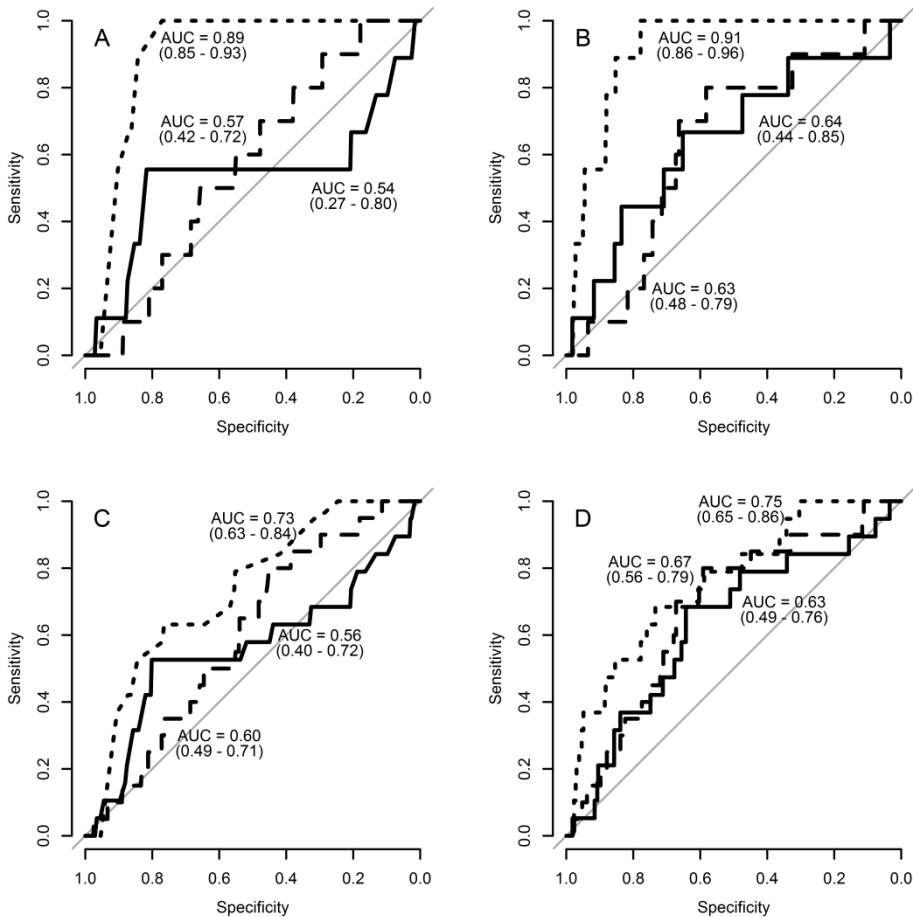 A
AUC = 0.89
(0.85 - 0.93)
AUC = 0.57
(0.42 - 0.72)
AUC = 0.54
(0.27 - 0.80)
Sensitivity
0.0
0.2
0.4
0.6
0.8
1.0
1.0
0.8
0.6
0.4
0.2
0.0
Specificity
B
AUC = 0.91
(0.86 - 0.96)
AUC = 0.64
(0.44 - 0.85)
AUC = 0.63
(0.48 - 0.79)
Sensitivity
0.0
0.2
0.4
0.6
0.8
1.0
1.0
0.8
0.6
0.4
0.2
0.0
Specificity
C
AUC = 0.73
(0.63 - 0.84)
AUC = 0.56
(0.40 - 0.72)
AUC = 0.60
(0.49 - 0.71)
Sensitivity
0.0
0.2
0.4
0.6
0.8
1.0
1.0
0.8
0.6
0.4
0.2
0.0
Specificity
D
AUC = 0.75
(0.65 - 0.86)
AUC = 0.67
(0.56 - 0.79)
AUC = 0.63
(0.49 - 0.76)
Sensitivity
0.0
0.2
0.4
0.6
0.8
1.0
1.0
0.8
0.6
0.4
0.2
0.0
Specificity